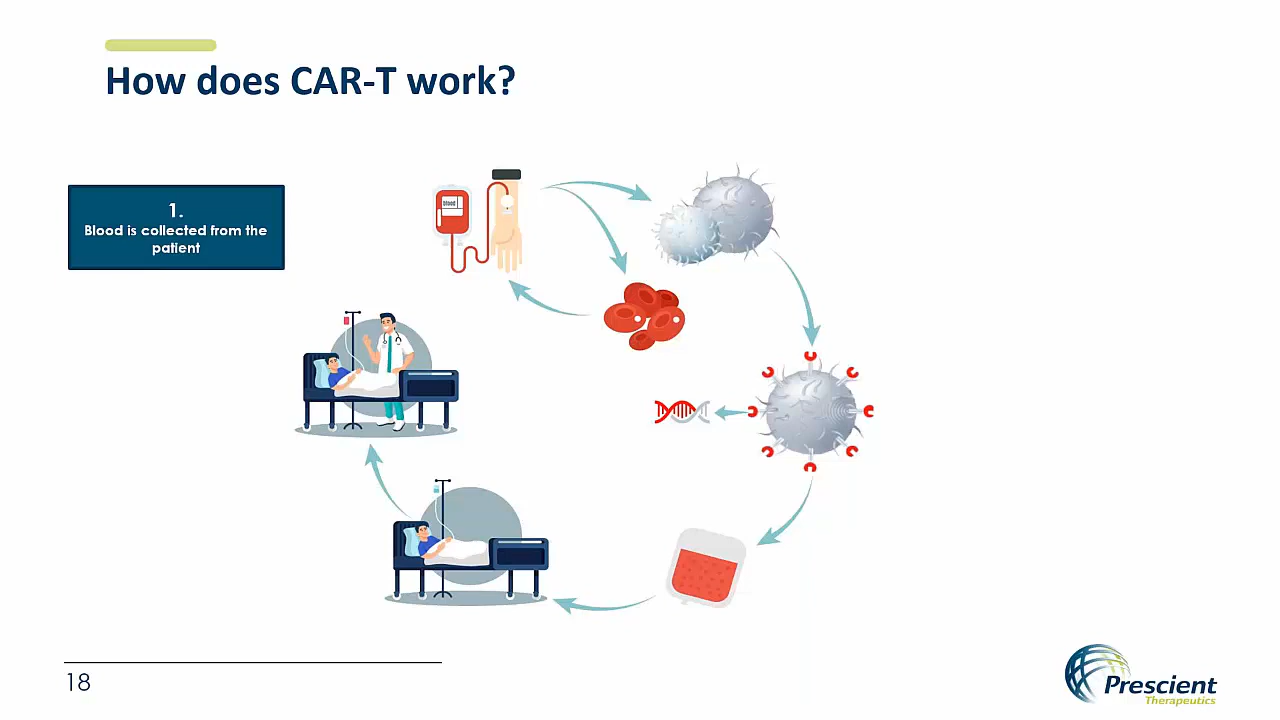 How does CAR-T work?
1.
Blood is collected from the
patient
Blood
18
Prescient
Therapeutics